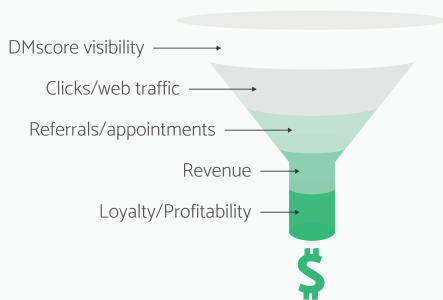 DMscore visibility
Clicks/web traffic
Referrals/appointments
Revenue
Loyalty/Profitability
$